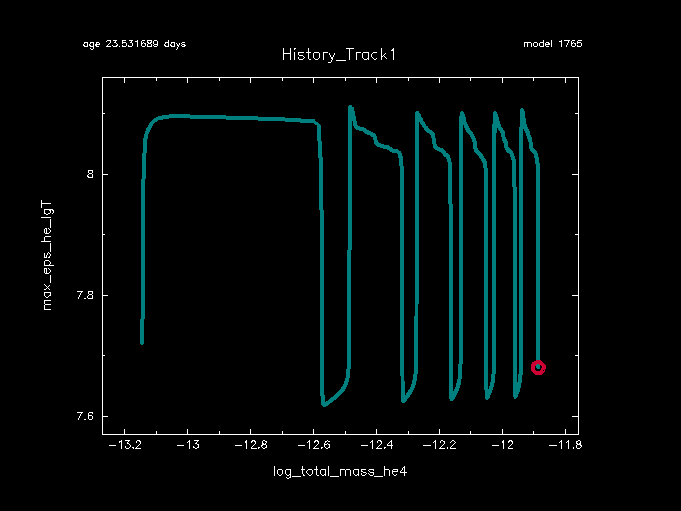 age 23.531689 days
model 1765
History_Track1
8
7.8
7.6
max_eps_he_lgT
−13.2
−13
−12.8
−12.6
−12.4
−12.2
−12
−11.8
log_total_mass_he4